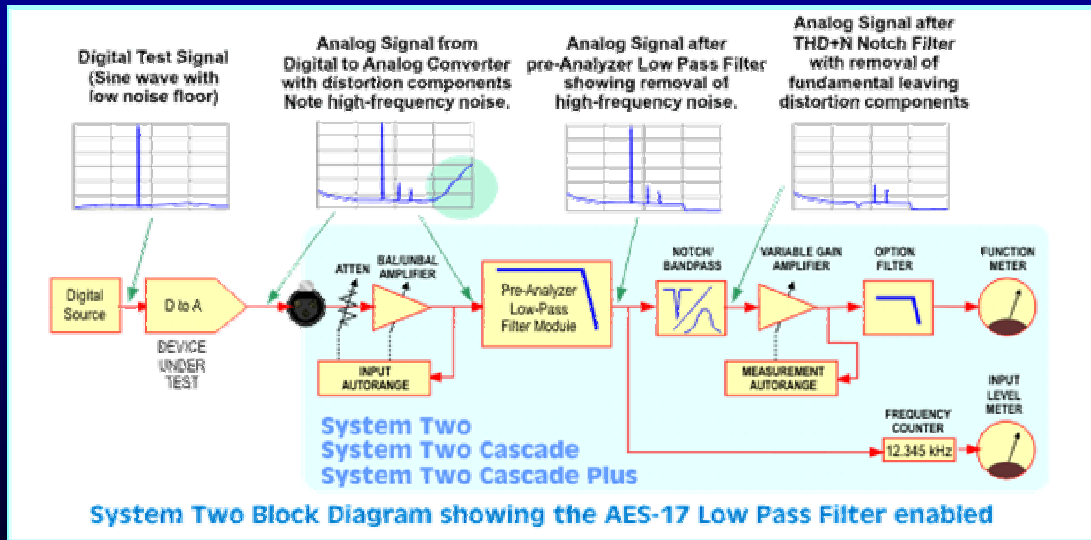 Digital Test Signal
(Sine wave with
low noise floor)
Analog Signal from
Digital to Analog Converter
with distortion components
Note high-frequency noise.
Analog Signal after
pre-Analyzer Low Pass Filter
showing removal of
high-frequency noise.
Analog Signal after
THD+N Notch Filter
with removal of
fundamental leaving
distortion components
Digital
Source
D to A
DEVICE
UNDER
TEST
ATTEN
BAL/UNBAL
AMPLIFIER
INPUT
AUTORANGE
Pre-Analyzer
Low-Pass
Filter Module
NOTCH/
BANDPASS
VARIABLE GAIN
AMPLIFIER
MEASUREMENT
AUTORANGE
OPTION
FILTER
FUNCTION
METER
FREQUENCY
COUNTER
12.345 kHz
INPUT
LEVEL
METER
System Two
System Two Cascade
System Two Cascade Plus
System Two Block Diagram showing the AES-17 Low Pass Filter enabled